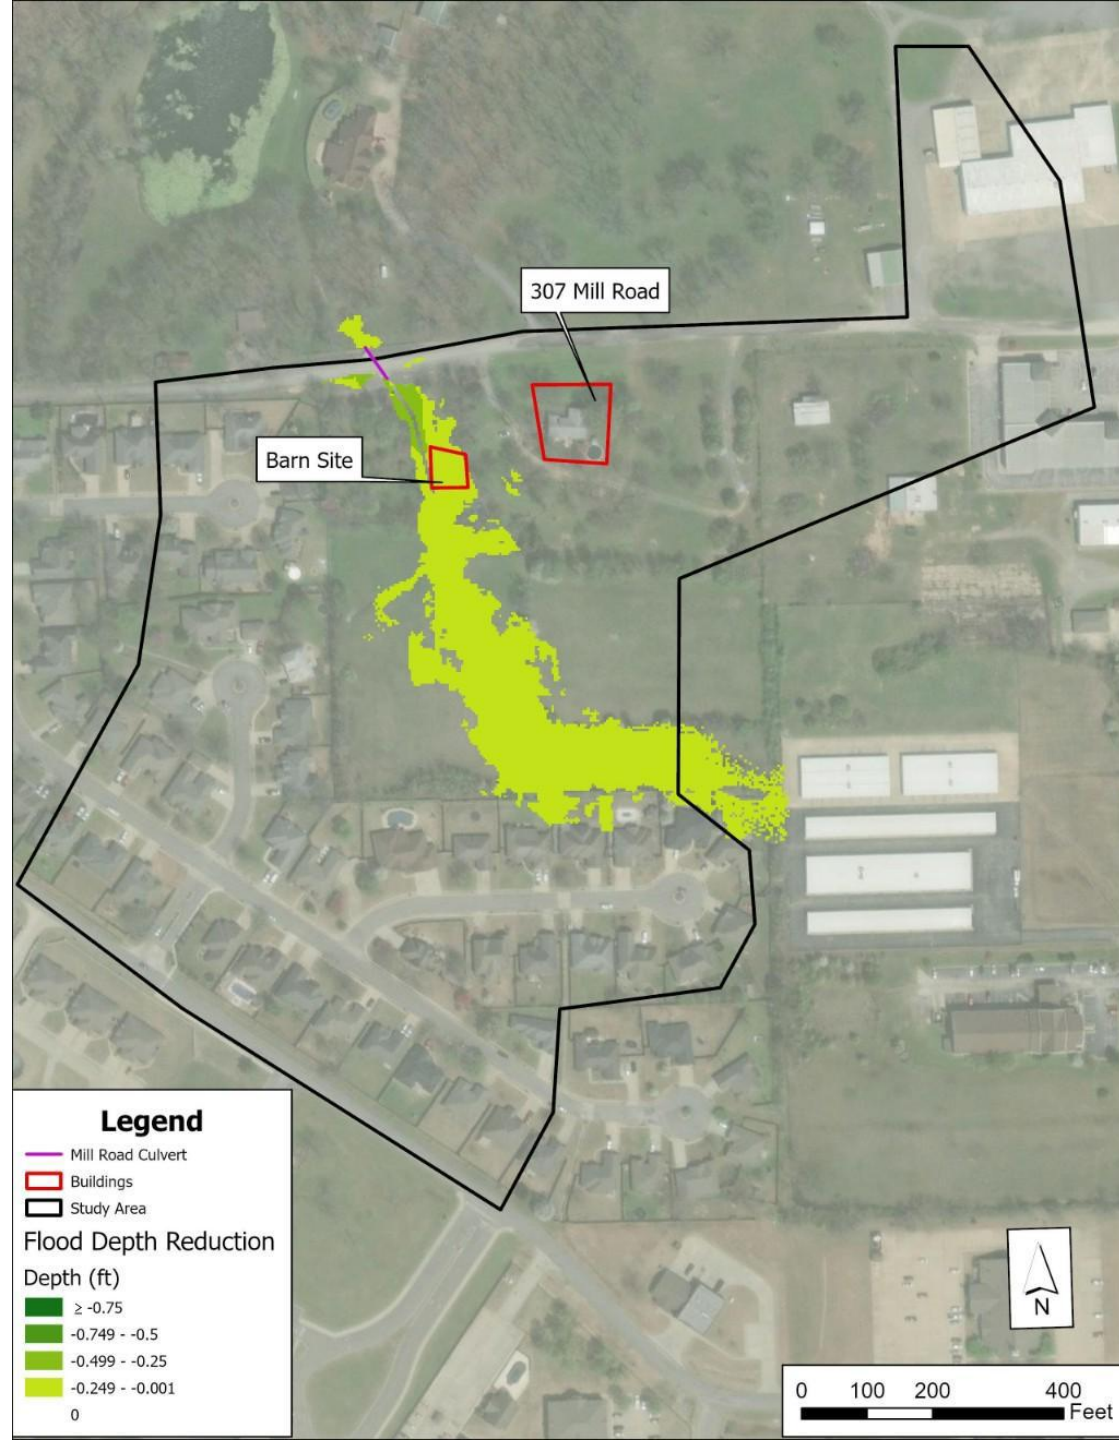 307 Mill Road
Barn Site
Legend
Mill Road Culvert
Buildings
Study Area
Flood Depth Reduction
Depth (ft)
≥ -0.75
-0.749 - -0.5
-0.499 - -0.25
-0.249 - -0.001
0
N
0 100 200 400
Feet